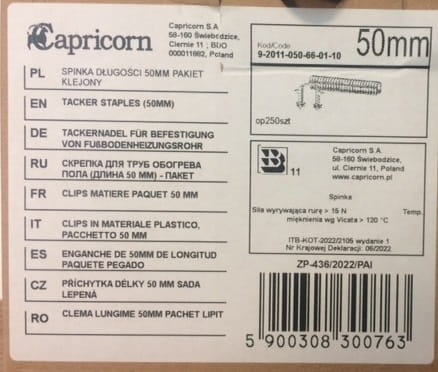 Capricorn
Capricorn S.A
58-160 Świebodzice,
Ciernie 11 ; BDO
000011662, Poland
Kod/Code
9-2011-050-66-01-10
50mm
PL SPINKA DŁUGOŚCI 50MM PAKIET
KLEJONY
EN TACKER STAPLES (50MM)
DE TACKERNADEL FÜR BEFESTIGUNG
VON FUßBODENHEIZUNGSROHR
RU СКРЕПКА ДЛЯ ТРУБ ОБОГРЕВА
ПОЛА (ДЛИНА 50 ММ) - ПАКЕТ
FR CLIPS MATIERE PAQUET 50 MM
IT CLIPS IN MATERIALE PLASTICO,
PACCHETTO 50 MM
ES ENGANCHE DE 50MM DE LONGITUD
PAQUETE PEGADO
CZ PŘÍCHYTKA DÉLKY 50 MM SADA
LEPENÁ
RO CLEMA LUNGIME 50MM PACHET LIPIT
op250szt
B 11
Capricorn S.A.
58-160 Świebodzice,
ul. Ciernie 11, Poland
www.capricorn.pl
Spinka
Siła wyrywająca rurę > 15 N Temp.
mięknienia wg Vicata > 120 °C
ITB-KOT-2022/2105 wydanie 1
Nr Krajowej Deklaracji: 06/2022
ZP-436/2022/PAI
5 900308 300763